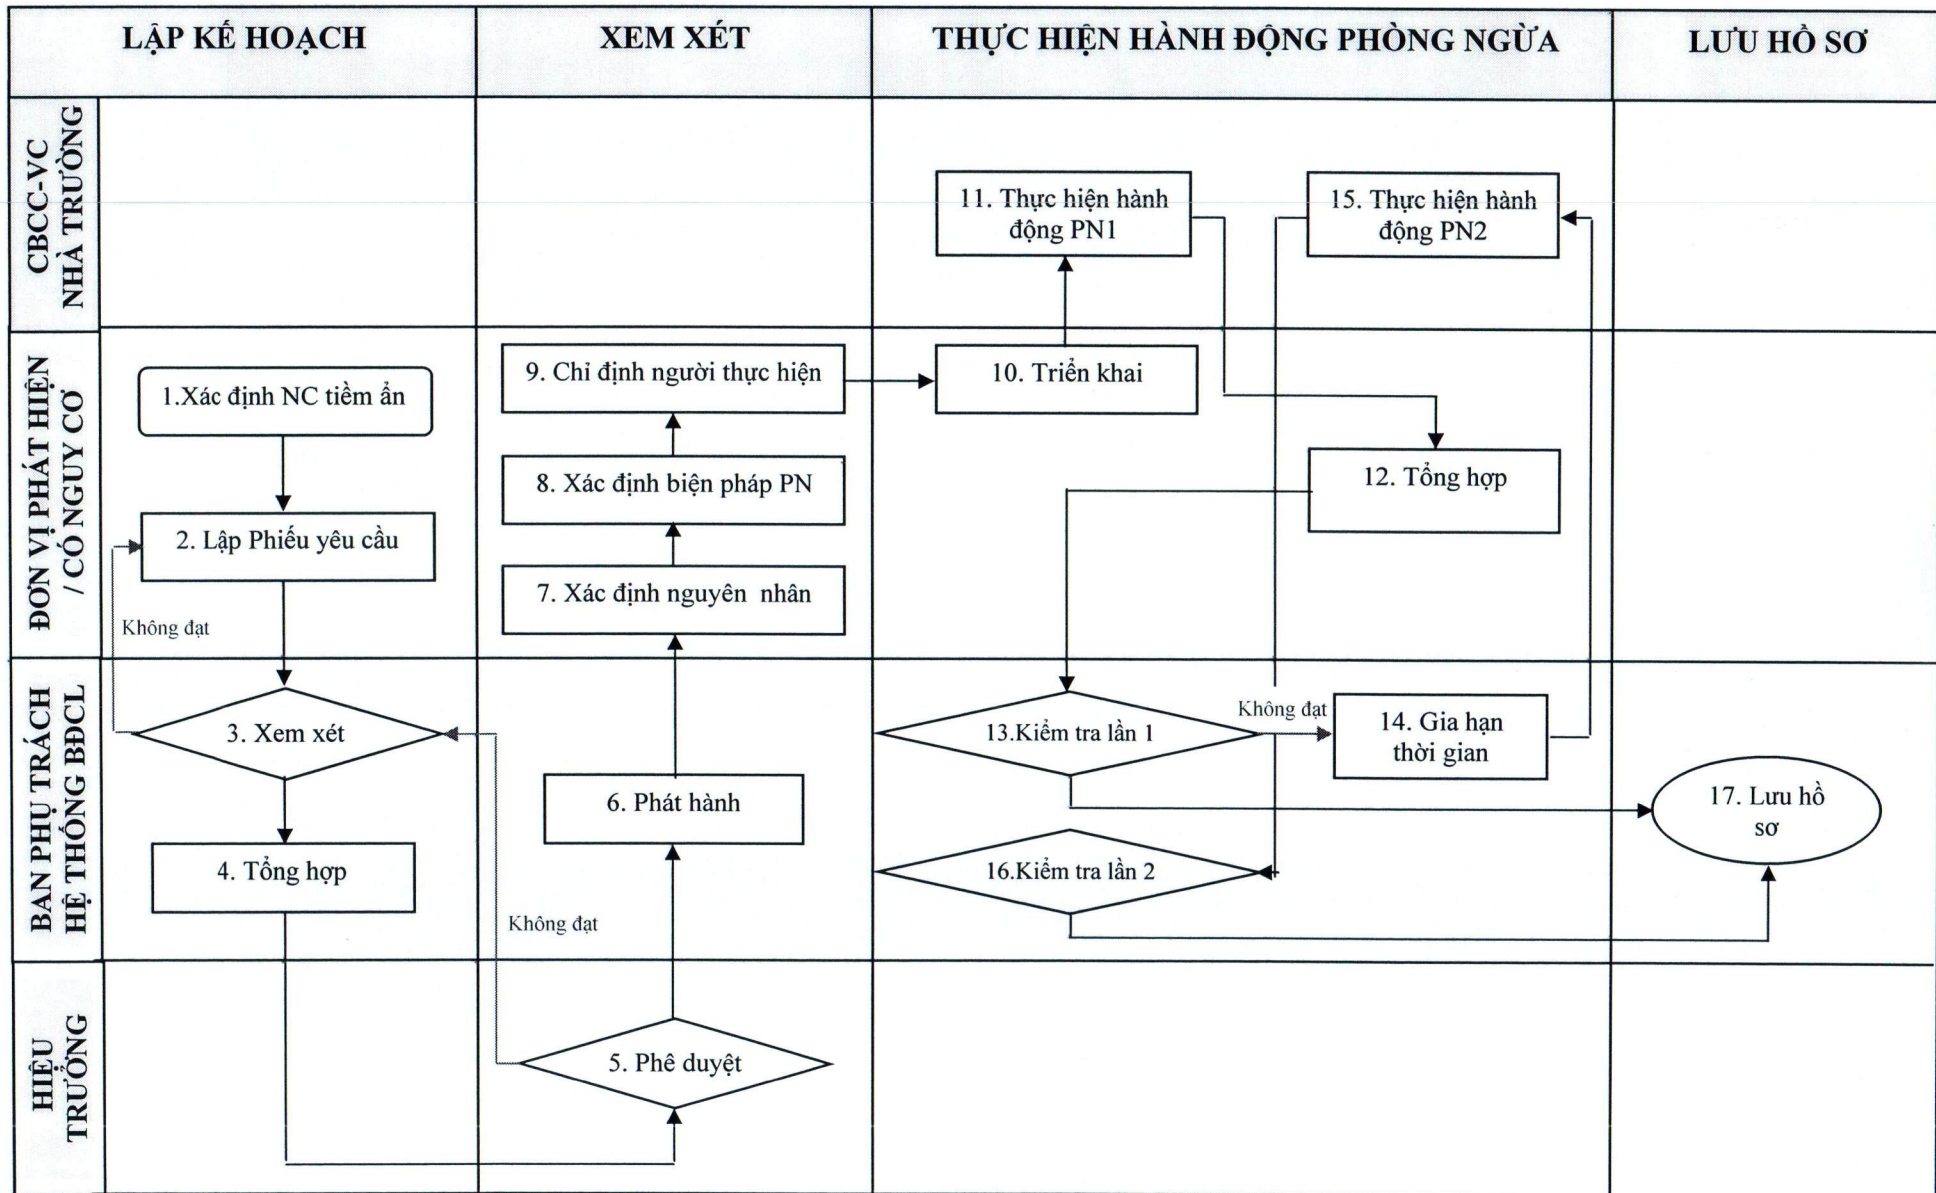 LẬP KẾ HOẠCH
XEM XÉT
THỰC HIỆN HÀNH ĐỘNG PHÒNG NGỪA
LƯU HỒ SƠ
CBCC-VC
NHÀ TRƯỜNG
11. Thực hiện hành
động PN1
15. Thực hiện hành
động PN2
ĐƠN VỊ PHÁT HIỆN
/ CÓ NGUY CƠ
1.Xác định NC tiềm ẩn
9. Chỉ định người thực hiện
10. Triển khai
8. Xác định biện pháp PN
12. Tổng hợp
2. Lập Phiếu yêu cầu
7. Xác định nguyên nhân
Không đạt
BAN PHỤ TRÁCH
HỆ THỐNG BĐCL
3. Xem xét
13.Kiểm tra lần 1
Không đạt
14. Gia hạn
thời gian
6. Phát hành
17. Lưu hồ
sơ
4. Tổng hợp
16.Kiểm tra lần 2
Không đạt
HIỆU
TRƯỞNG
5. Phê duyệt